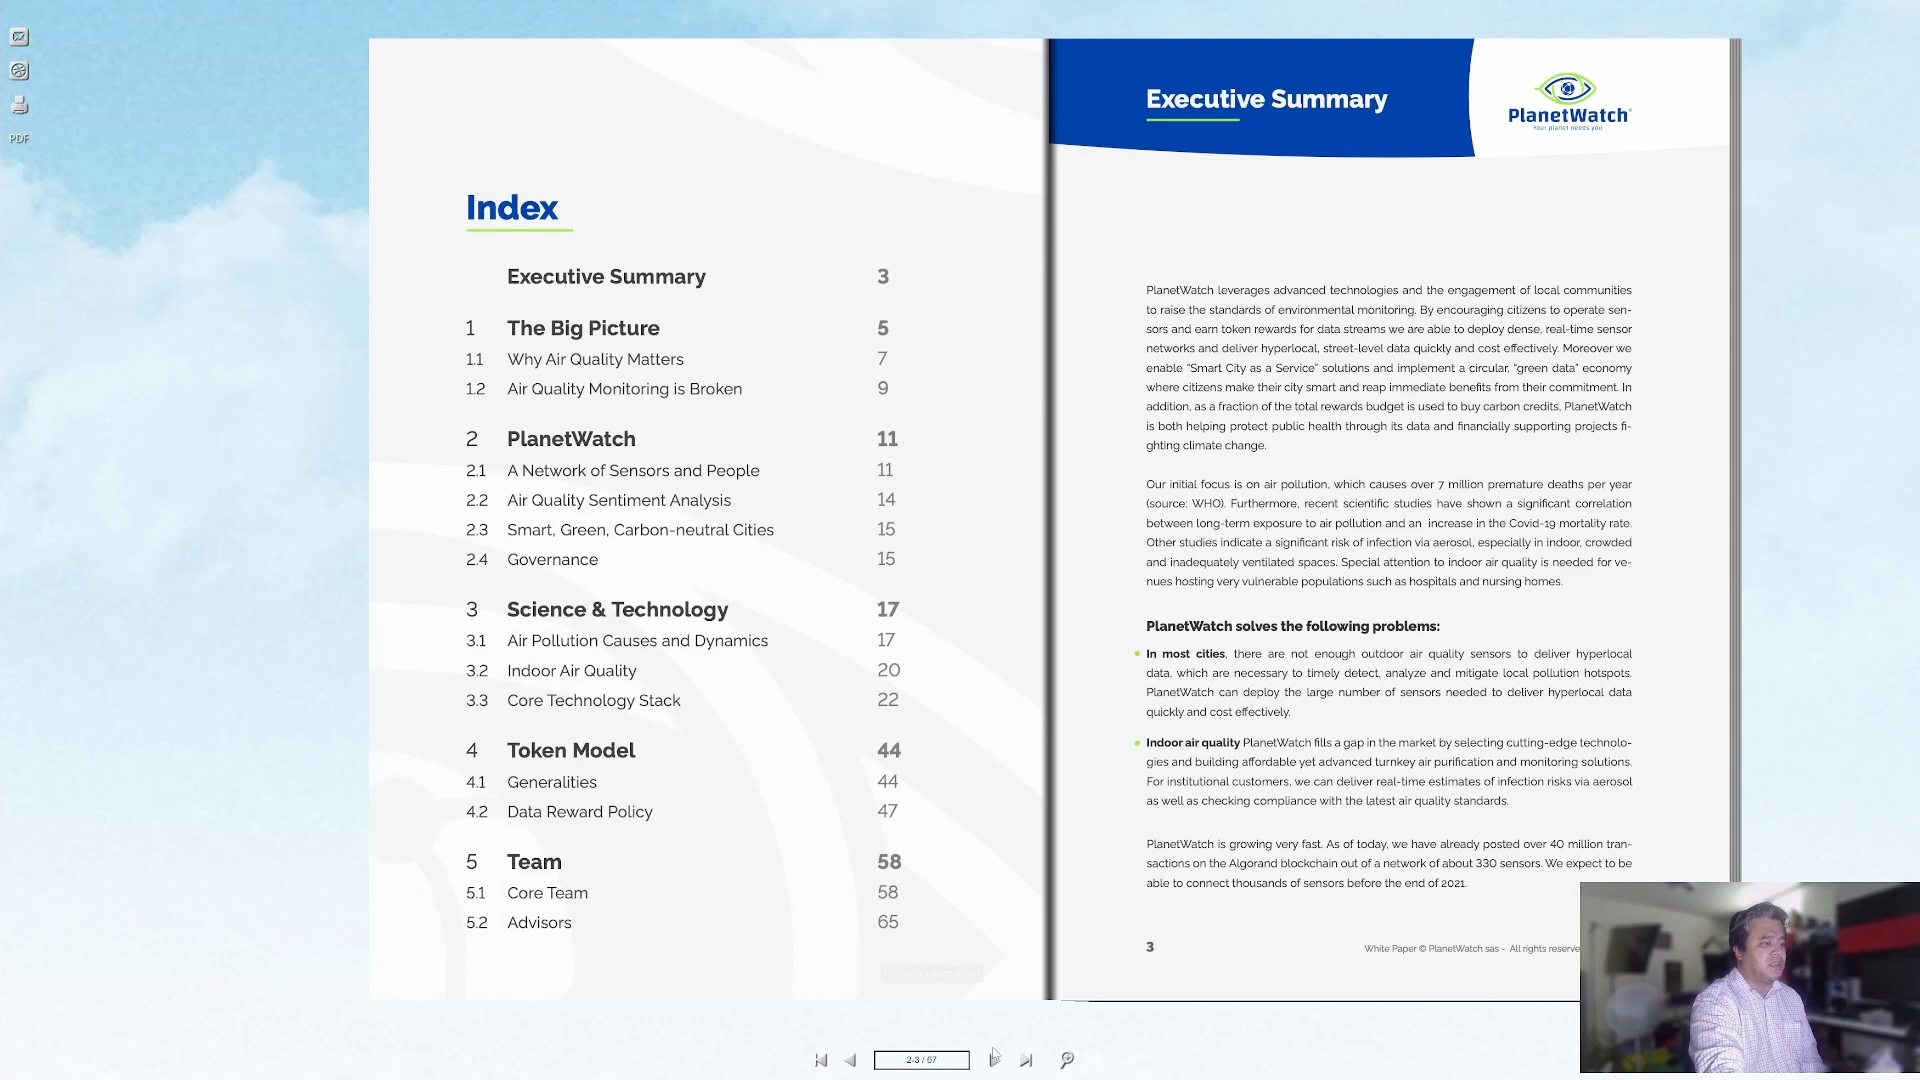 PDF
Index
Executive Summary 3
1 The Big Picture 5
1.1 Why Air Quality Matters 7
1.2 Air Quality Monitoring is Broken 9
2 PlanetWatch 11
2.1 A Network of Sensors and People 11
2.2 Air Quality Sentiment Analysis 14
2.3 Smart, Green, Carbon-neutral Cities 15
2.4 Governance 15
3 Science & Technology 17
3.1 Air Pollution Causes and Dynamics 17
3.2 Indoor Air Quality 20
3.3 Core Technology Stack 22
4 Token Model 44
4.1 Generalities 44
4.2 Data Reward Policy 47
5 Team 58
5.1 Core Team 58
5.2 Advisors 65
Executive Summary
PlanetWatch
Your planet needs you
PlanetWatch leverages advanced technologies and the engagement of local communities
to raise the standards of environmental monitoring. By encouraging citizens to operate sen-
sors and earn token rewards for data streams we are able to deploy dense, real-time sensor
networks and deliver hyperlocal, street-level data quickly and cost effectively. Moreover we
enable “Smart City as a Service” solutions and implement a circular, “green data” economy
where citizens make their city smart and reap immediate benefits from their commitment. In
addition, as a fraction of the total rewards budget is used to buy carbon credits, PlanetWatch
is both helping protect public health through its data and financially supporting projects fi-
ghting climate change.
Our initial focus is on air pollution, which causes over 7 million premature deaths per year
(source: WHO). Furthermore, recent scientific studies have shown a significant correlation
between long-term exposure to air pollution and an increase in the Covid-19 mortality rate.
Other studies indicate a significant risk of infection via aerosol, especially in indoor, crowded
and inadequately ventilated spaces. Special attention to indoor air quality is needed for ve-
nues hosting very vulnerable populations such as hospitals and nursing homes.
PlanetWatch solves the following problems:
In most cities, there are not enough outdoor air quality sensors to deliver hyperlocal
data, which are necessary to timely detect, analyze and mitigate local pollution hotspots.
PlanetWatch can deploy the large number of sensors needed to deliver hyperlocal data
quickly and cost effectively.
Indoor air quality PlanetWatch fills a gap in the market by selecting cutting-edge technolo-
gies and building affordable yet advanced turnkey air purification and monitoring solutions.
For institutional customers, we can deliver real-time estimates of infection risks via aerosol
as well as checking compliance with the latest air quality standards.
PlanetWatch is growing very fast. As of today, we have already posted over 40 million tran-
sactions on the Algorand blockchain out of a network of about 330 sensors. We expect to be
able to connect thousands of sensors before the end of 2021.
3 White Paper © PlanetWatch sas - All rights reserve
2-3 / 67